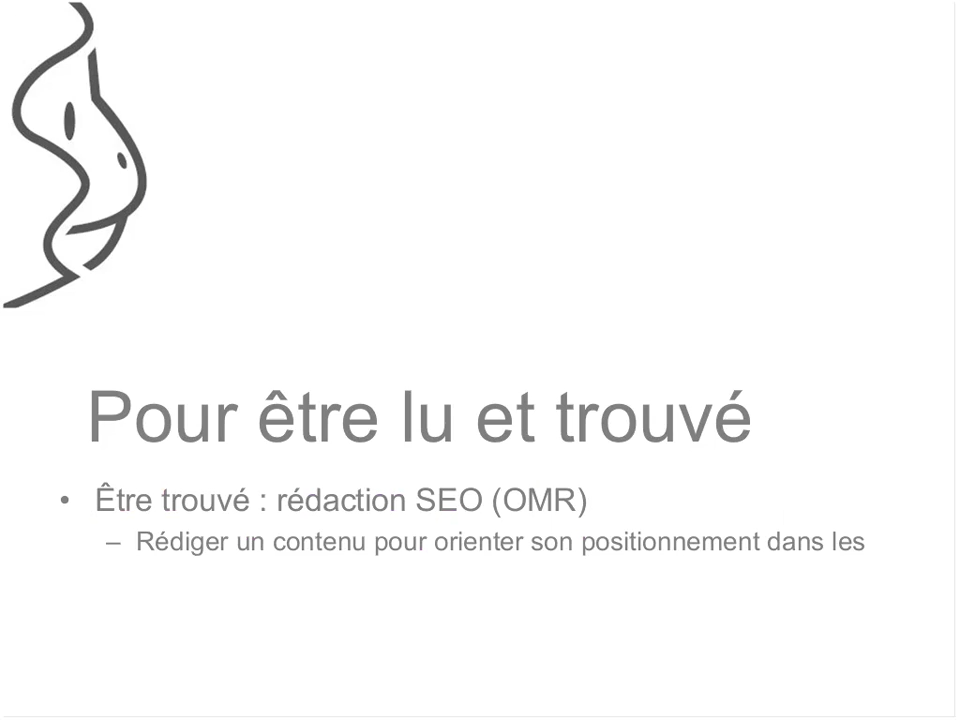 Pour être lu et trouvé
• Être trouvé : rédaction SEO (OMR)
– Rédiger un contenu pour orienter son positionnement dans les